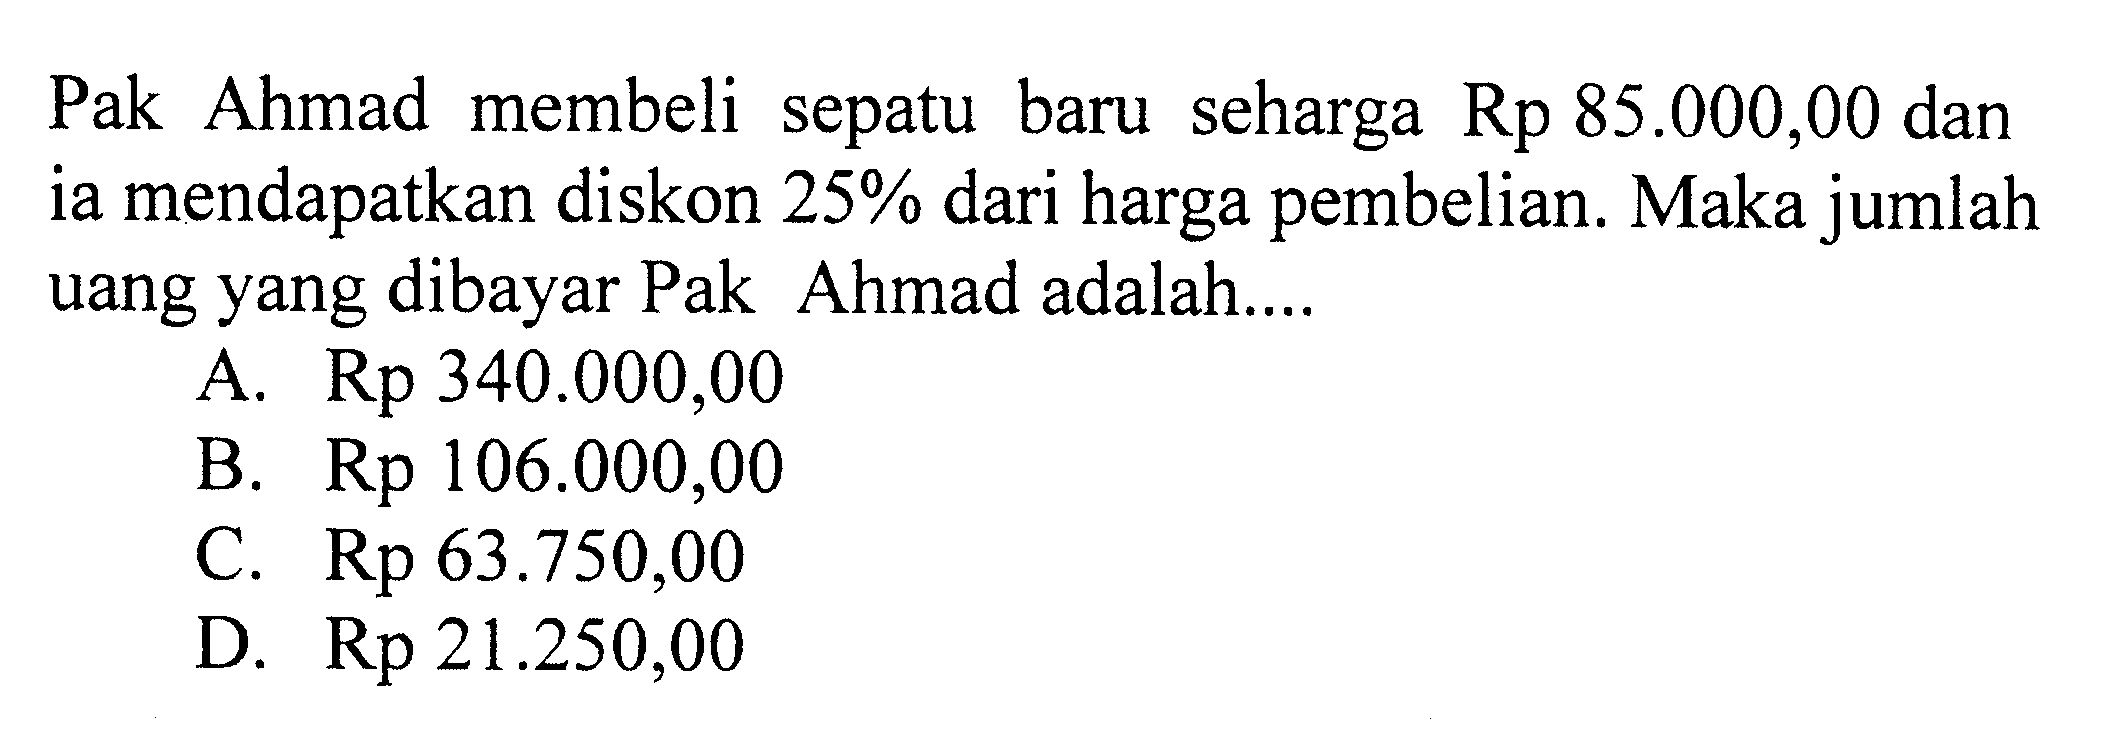 Pak Ahmad membeli sepatu baru seharga Rp 85.000,00 dan
ia mendapatkan diskon 25% dari harga pembelian. Maka jumlah
uang yang dibayar Pak Ahmad adalah....
A. Rp 340.000,00
B. Rp 106.000,00
C. Rp 63.750,00
D. Rp 21.250,00